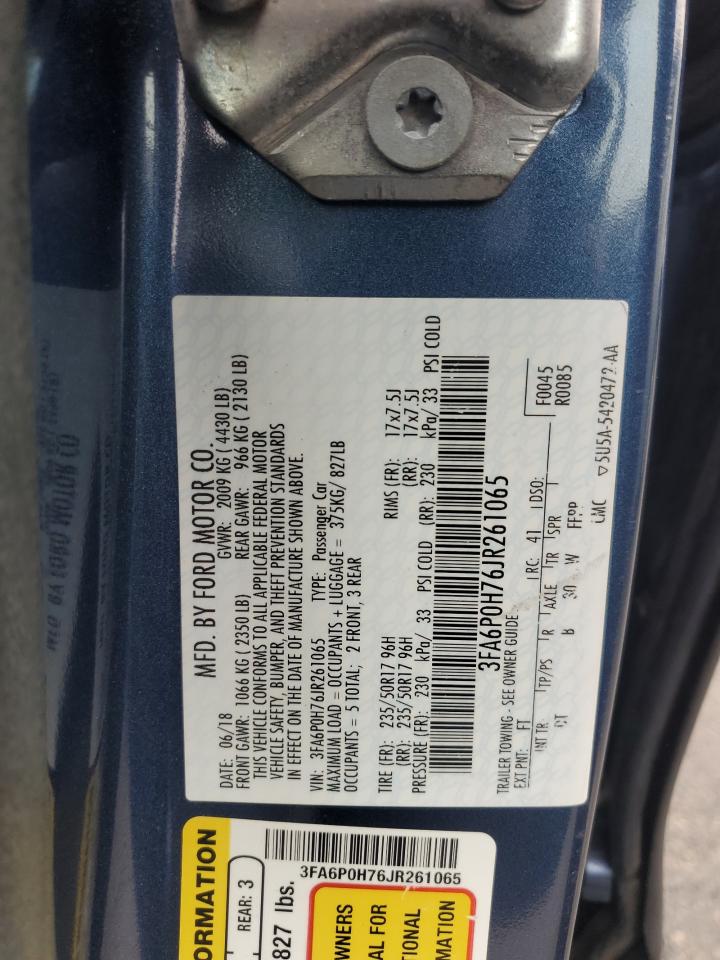 MFD. BY FORD MOTOR CO.
DATE: 06/18 GVWR: 2009 KG ( 4430 LB)
FRONT GAWR: 1066 KG ( 2350 LB) REAR GAWR: 966 KG ( 2130 LB)
THIS VEHICLE CONFORMS TO ALL APPLICABLE FEDERAL MOTOR
VEHICLE SAFETY, BUMPER, AND THEFT PREVENTION STANDARDS
IN EFFECT ON THE DATE OF MANUFACTURE SHOWN ABOVE.
VIN: 3FA6P0H76JR261065 TYPE: Passenger Car
MAXIMUM LOAD = OCCUPANTS + LUGGAGE = 375KG/ 827LB
OCCUPANTS = 5 TOTAL; 2 FRONT, 3 REAR
TIRE (FR): 235/50R17 96H RIMS (FR): 17x7.5J
(RR): 235/50R17 96H (RR): 17x7.5J
PRESSURE (FR): 230 kPa/ 33 PSI COLD (RR): 230 kPa/ 33 PSI COLD
3FA6P0H76JR261065
TRAILER TOWING - SEE OWNER GUIDE
F0045
R0085
EXT PNT: FT RC: 41 DSO:
INT TR TP/PS R AXLE TR SPR
B 30 W
▽5U5A-5420472-AA
ORMATION
REAR: 3
827 lbs.
3FA6P0H76JR261065
WNERS
AL FOR
TIONAL
MATION